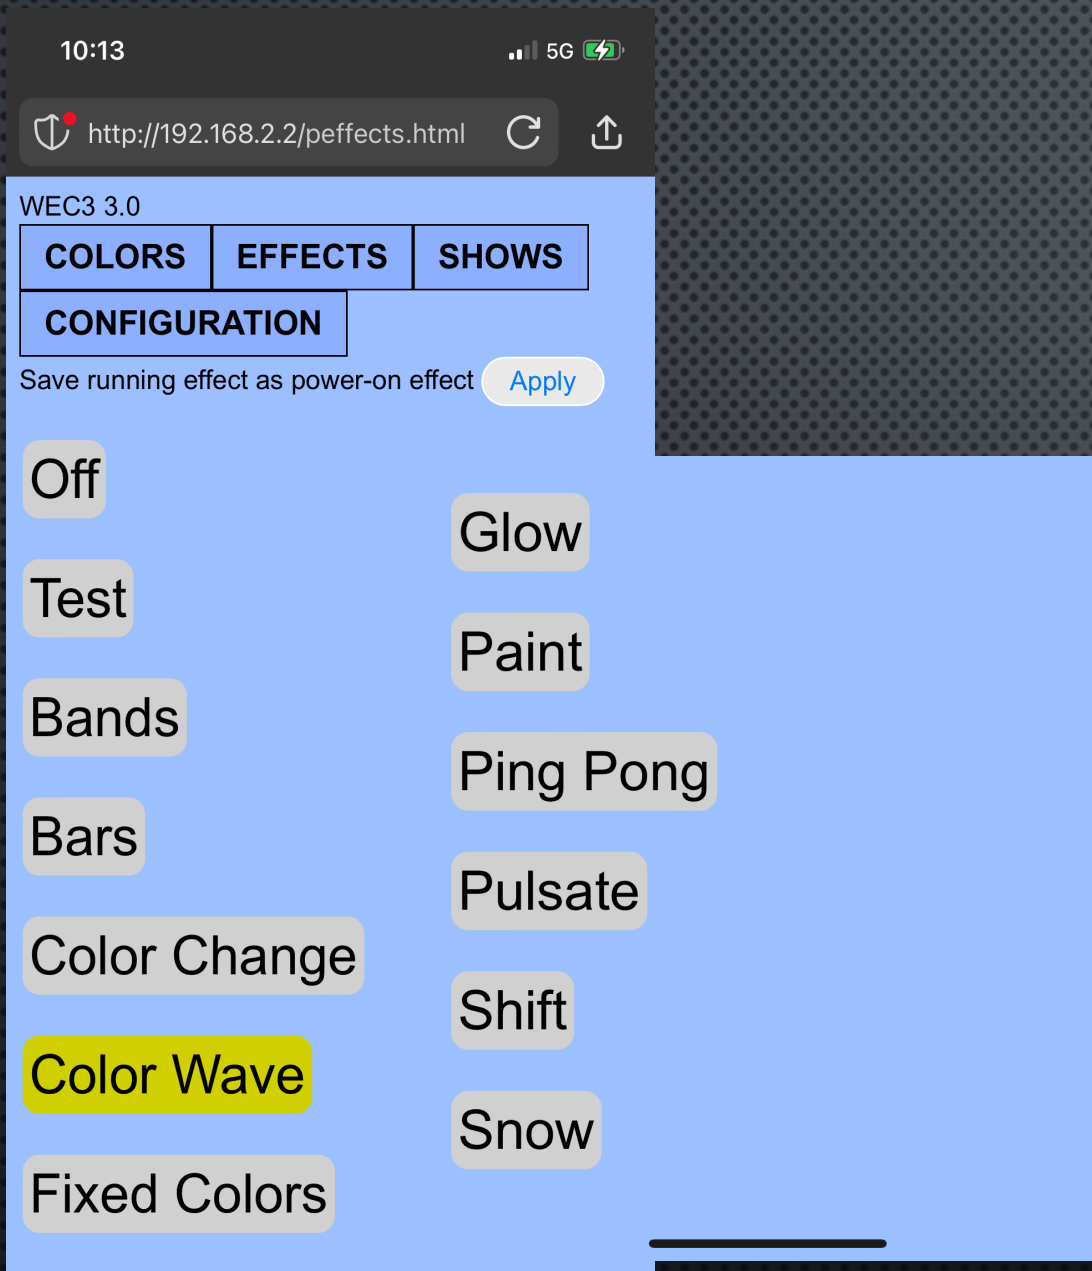 10:13
5G
http://192.168.2.2/peffects.html
WEC3 3.0
COLORS EFFECTS SHOWS
CONFIGURATION
Save running effect as power-on effect Apply
Off
Test
Bands
Bars
Color Change
Color Wave
Fixed Colors
Glow
Paint
Ping Pong
Pulsate
Shift
Snow